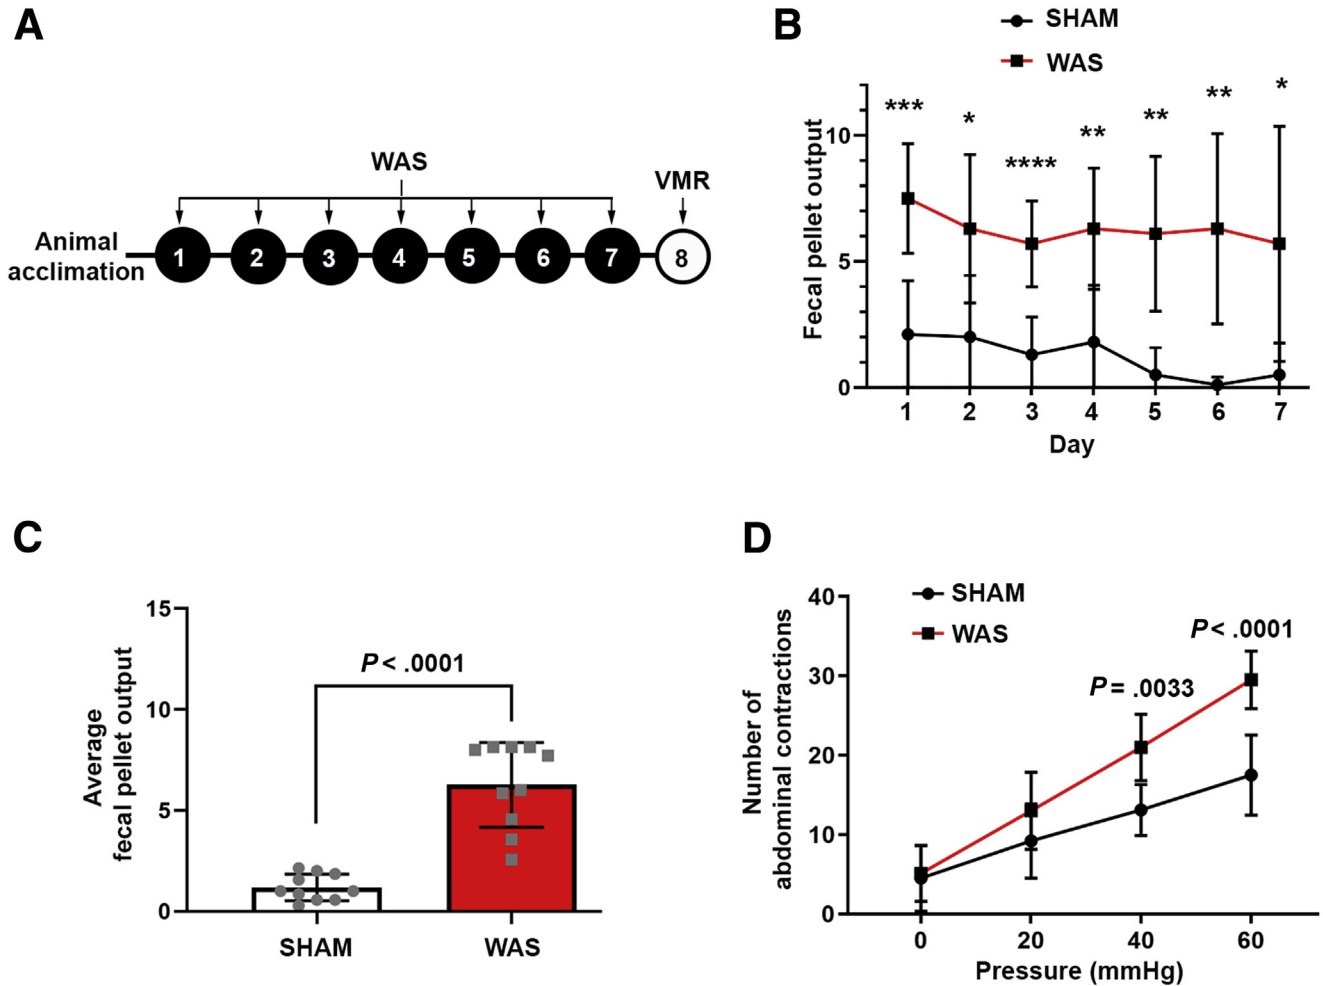 A
WAS
VMR
Animal
acclimation
1 2 3 4 5 6 7 8
B
SHAM
WAS
Fecal pellet output
10
5
0
***
*
****
**
**
**
*
1 2 3 4 5 6 7
Day
C
Average
fecal pellet output
15
10
5
0
P < .0001
SHAM WAS
D
SHAM
WAS
Number of
abdominal contractions
40
30
20
10
0
P < .0001
P = .0033
0 20 40 60
Pressure (mmHg)